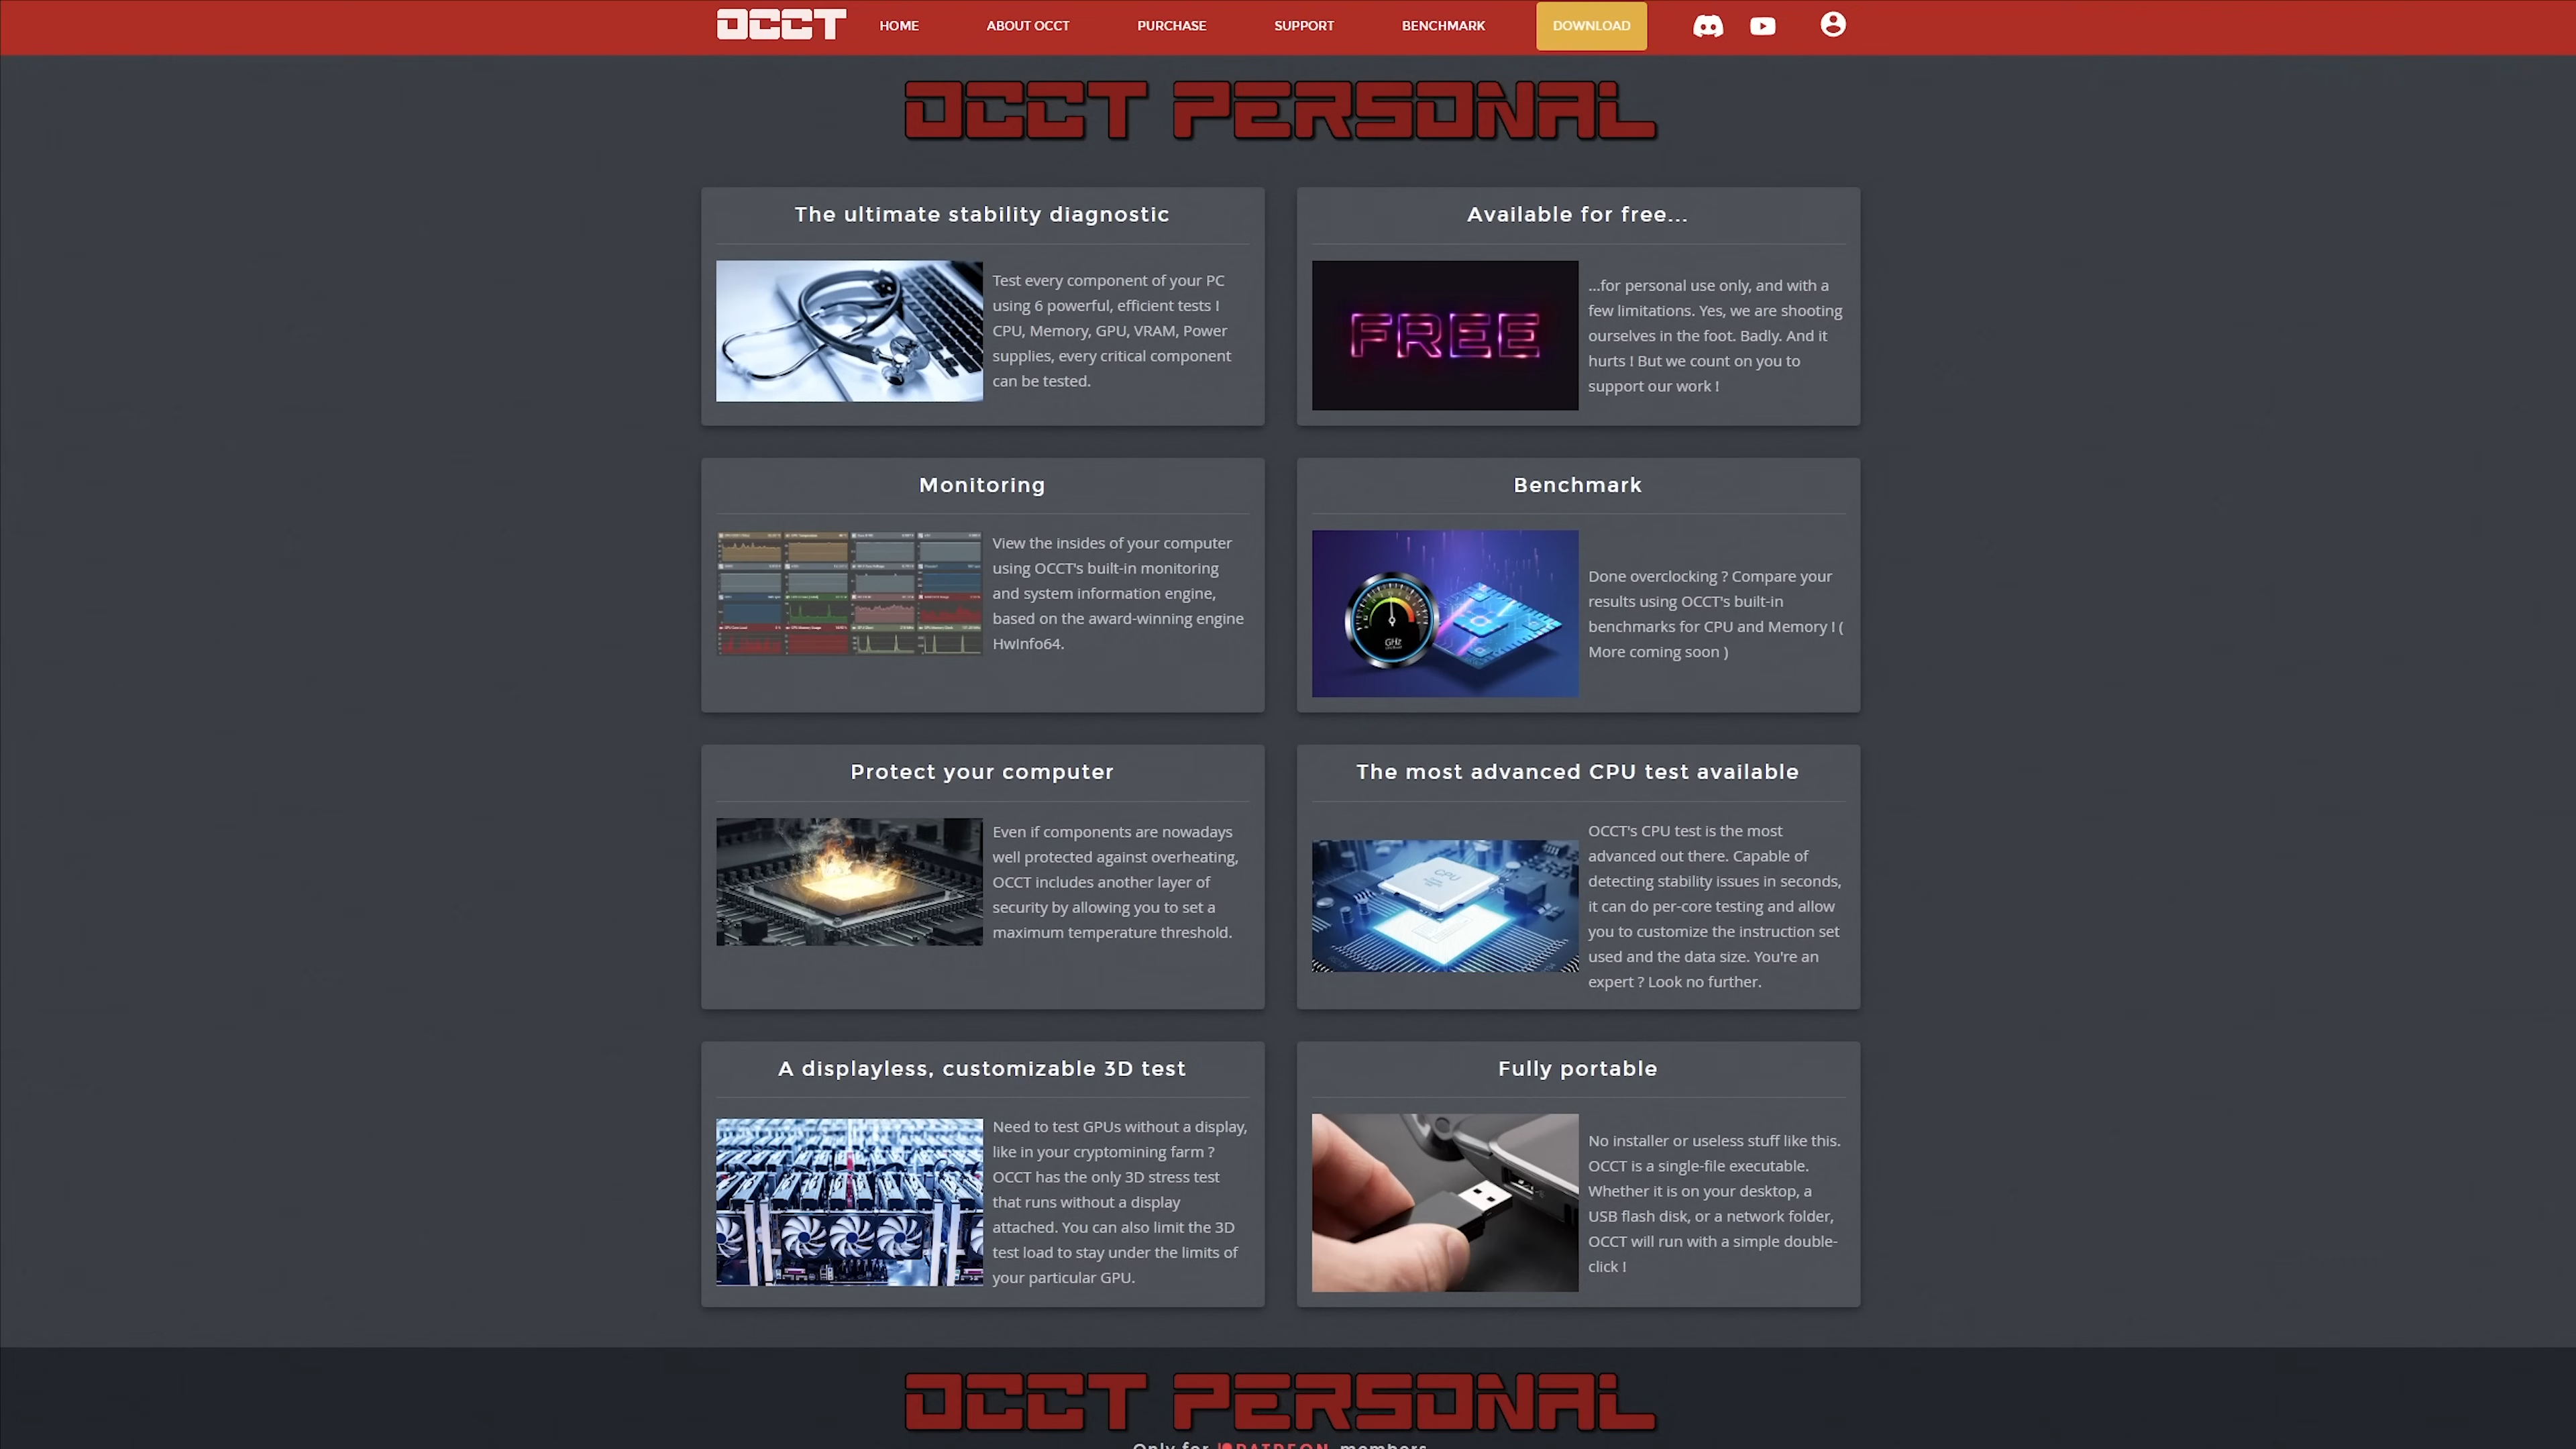 OCCT HOME ABOUT OCCT PURCHASE SUPPORT BENCHMARK DOWNLOAD
OCCT PERSONAL
The ultimate stability diagnostic
Test every component of your PC
using 6 powerful, efficient tests !
CPU, Memory, GPU, VRAM, Power
supplies, every critical component
can be tested.
Available for free...
FREE
...for personal use only, and with a
few limitations. Yes, we are shooting
ourselves in the foot. Badly. And it
hurts ! But we count on you to
support our work !
Monitoring
View the insides of your computer
using OCCT's built-in monitoring
and system information engine,
based on the award-winning engine
HwInfo64.
Benchmark
GHz
Done overclocking ? Compare your
results using OCCT's built-in
benchmarks for CPU and Memory ! (
More coming soon )
Protect your computer
Even if components are nowadays
well protected against overheating,
OCCT includes another layer of
security by allowing you to set a
maximum temperature threshold.
The most advanced CPU test available
CPU
OCCT's CPU test is the most
advanced out there. Capable of
detecting stability issues in seconds,
it can do per-core testing and allow
you to customize the instruction set
used and the data size. You're an
expert ? Look no further.
A displayless, customizable 3D test
Need to test GPUs without a display,
like in your cryptomining farm ?
OCCT has the only 3D stress test
that runs without a display
attached. You can also limit the 3D
test load to stay under the limits of
your particular GPU.
Fully portable
No installer or useless stuff like this.
OCCT is a single-file executable.
Whether it is on your desktop, a
USB flash disk, or a network folder,
OCCT will run with a simple double-
click !
OCCT PERSONAL
Only for PATREON members